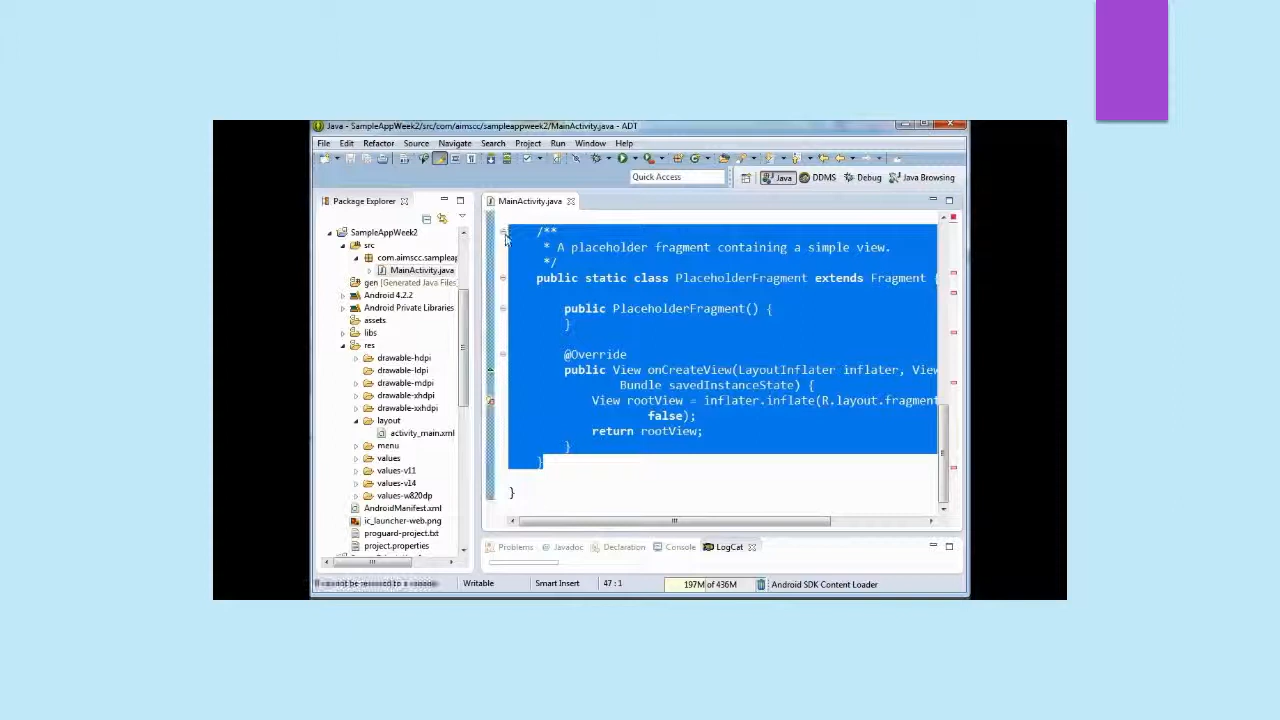 Java - SampleAppWeek2/src/com/aimscc/sampleappweek2/MainActivity.java - ADT
File Edit Refactor Source Navigate Search Project Run Window Help
Quick Access
Java DDMS Debug Java Browsing
Package Explorer
MainActivity.java
SampleAppWeek2
src
com.aimscc.sampleap
MainActivity.java
gen [Generated Java Files]
Android 4.2.2
Android Private Libraries
assets
libs
res
drawable-hdpi
drawable-ldpi
drawable-mdpi
drawable-xhdpi
drawable-xxhdpi
layout
activity_main.xml
menu
values
values-v11
values-v14
values-w820dp
AndroidManifest.xml
ic_launcher-web.png
proguard-project.txt
project.properties
/**
* A placeholder fragment containing a simple view.
*/
public static class PlaceholderFragment extends Fragment {
public PlaceholderFragment() {
}
@Override
public View onCreateView(LayoutInflater inflater, View
Bundle savedInstanceState) {
View rootView = inflater.inflate(R.layout.fragment
false);
return rootView;
}
}
}
Problems Javadoc Declaration Console LogCat
Writable Smart Insert 47 : 1 197M of 436M Android SDK Content Loader